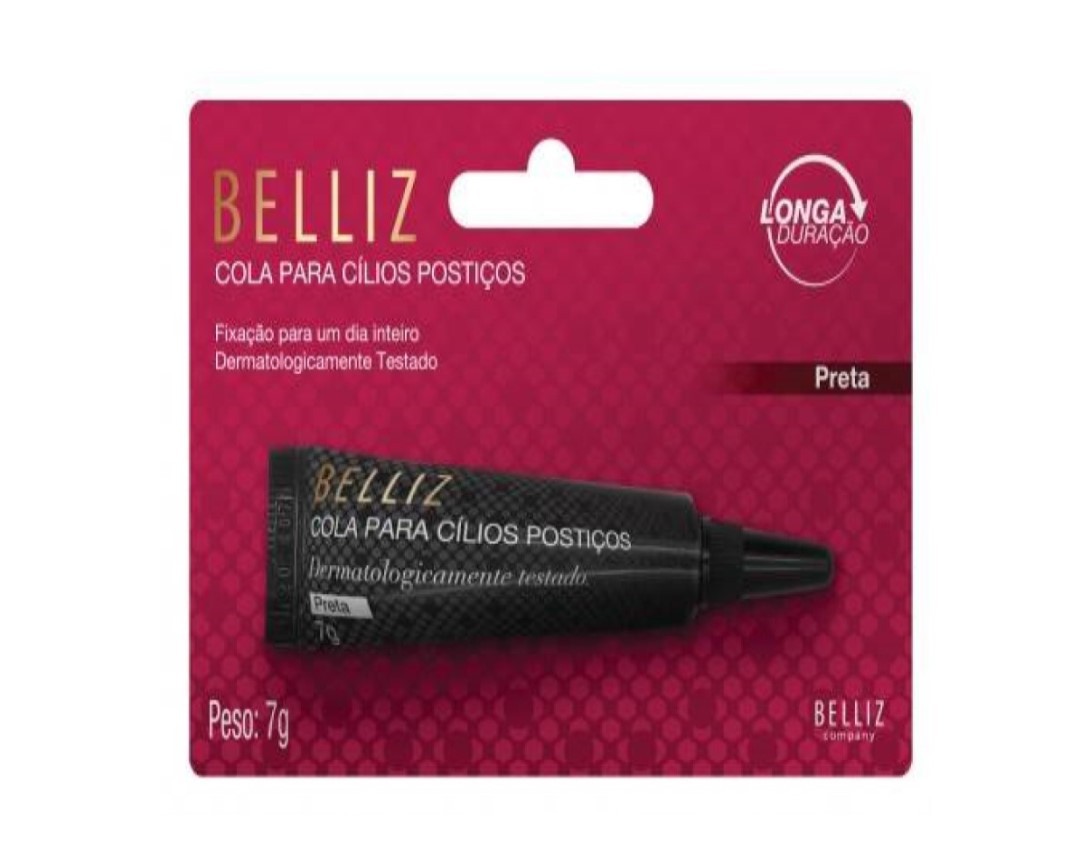 BELLIZ
COLA PARA CÍLIOS POSTIÇOS
Fixação para um dia inteiro
Dermatologicamente Testado
LONGA
DURAÇÃO
Preta
BELLIZ
COLA PARA CÍLIOS POSTIÇOS
Dermatologicamente testado
Preta
7g
Peso: 7g
BELLIZ
company